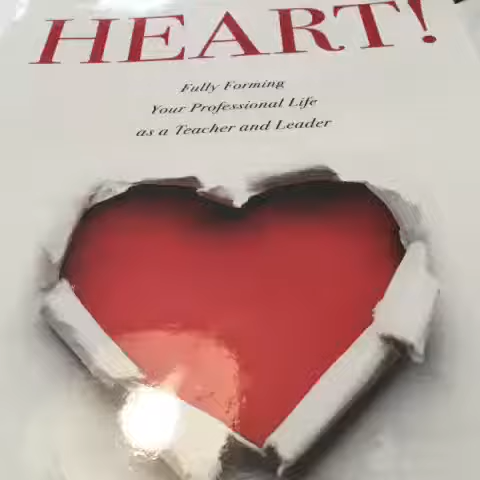 HEART!
Fully Forming
Your Professional Life
as a Teacher and Leader